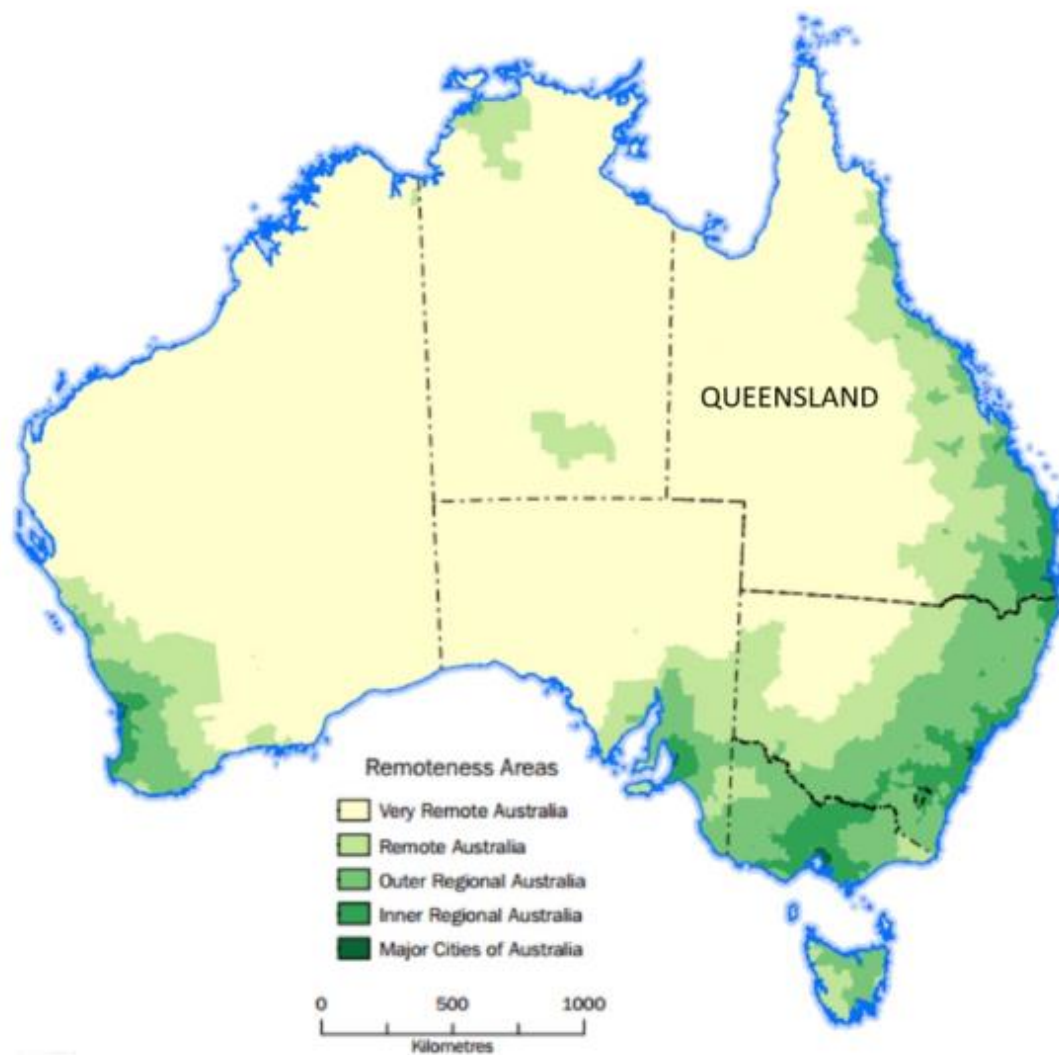 QUEENSLAND
Remoteness Areas
Very Remote Australia
Remote Australia
Outer Regional Australia
Inner Regional Australia
Major Cities of Australia
0 500 1000
Kilometres